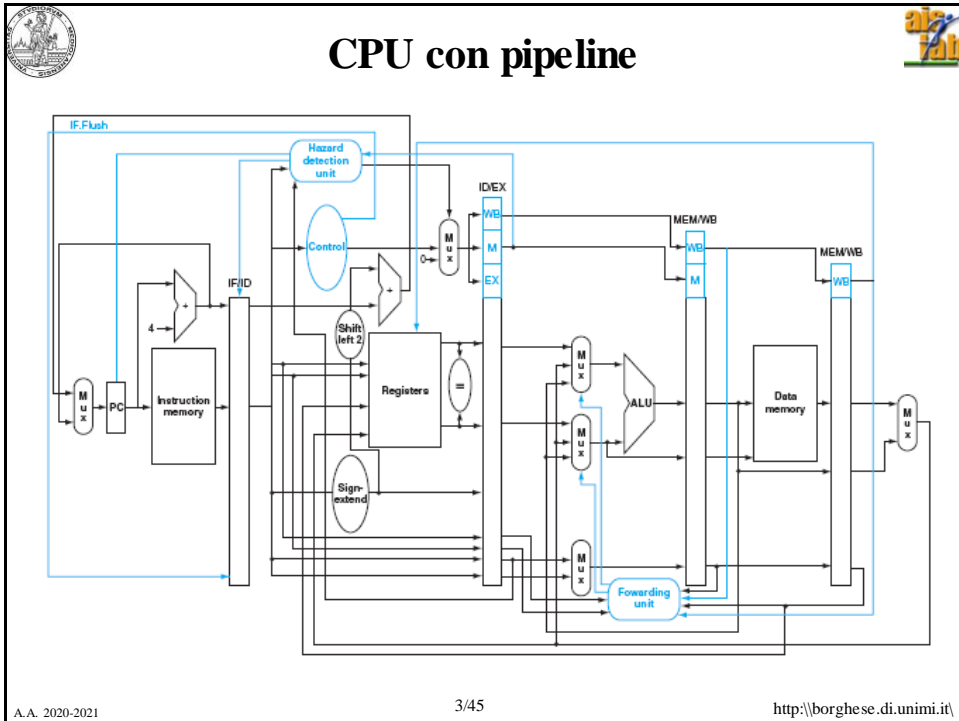 CPU con pipeline
IF.Flush
Hazard
detection
unit
ID/EX
WB
MEM/WB
Control
M
u
x
M
WB
MEM/WB
0
EX
M
WB
IF/ID
+
+
4
Shift
left 2
M
u
x
PC
Instruction
memory
Registers
=
M
u
x
ALU
Data
memory
M
u
x
M
u
x
Sign-
extend
M
u
x
Fowarding
unit
A.A. 2020-2021
3/45
http:\\borghese.di.unimi.it\